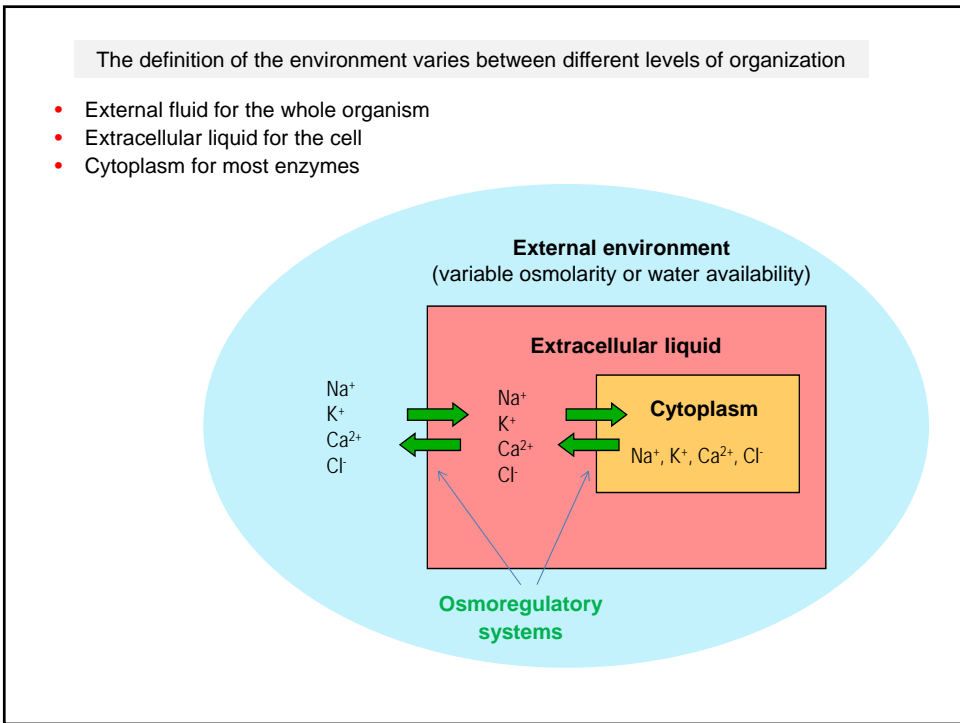 The definition of the environment varies between different levels of organization
• External fluid for the whole organism
• Extracellular liquid for the cell
• Cytoplasm for most enzymes
External environment
(variable osmolarity or water availability)
Extracellular liquid
Na⁺
K⁺
Ca²⁺
Cl⁻
Na⁺
K⁺
Ca²⁺
Cl⁻
Cytoplasm
Na⁺, K⁺, Ca²⁺, Cl⁻
Osmoregulatory
systems